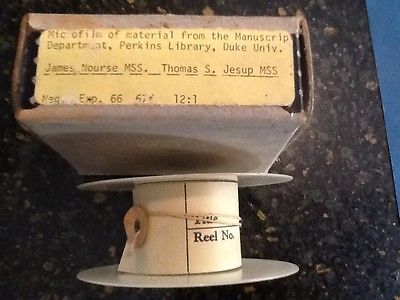 Microfilm of material from the Manuscrip
Department, Perkins Library, Duke Univ.
James Nourse MSS. Thomas S. Jesup MSS
Neg. Exp. 66 12:1
Title
Reel No.